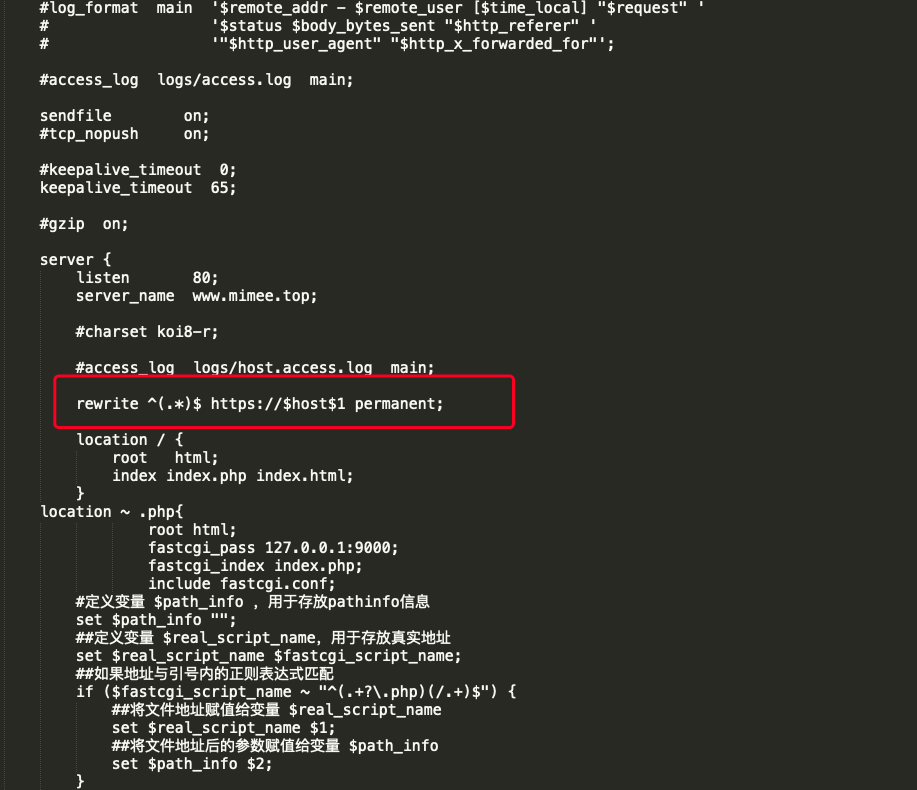 #log_format  main  '$remote_addr - $remote_user [$time_local] "$request" '
#                  '$status $body_bytes_sent "$http_referer" '
#                  '"$http_user_agent" "$http_x_forwarded_for"';
#access_log  logs/access.log  main;
sendfile        on;
#tcp_nopush     on;
#keepalive_timeout  0;
keepalive_timeout  65;
#gzip  on;
server {
    listen       80;
    server_name  www.mimee.top;
    #charset koi8-r;
    #access_log  logs/host.access.log  main;
    rewrite ^(.*)$ https://$host$1 permanent;
    location / {
        root   html;
        index index.php index.html;
    }
location ~ .php{
            root html;
            fastcgi_pass 127.0.0.1:9000;
            fastcgi_index index.php;
            include fastcgi.conf;
    #定义变量 $path_info ，用于存放pathinfo信息
    set $path_info "";
    ##定义变量 $real_script_name，用于存放真实地址
    set $real_script_name $fastcgi_script_name;
    ##如果地址与引号内的正则表达式匹配
    if ($fastcgi_script_name ~ "^(.+?\.php)(/.+)$") {
        ##将文件地址赋值给变量 $real_script_name
        set $real_script_name $1;
        ##将文件地址后的参数赋值给变量 $path_info
        set $path_info $2;
    }